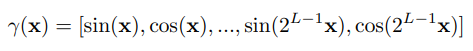 γ(x) = [sin(x), cos(x), ..., sin(2^{L−1}x), cos(2^{L−1}x)]